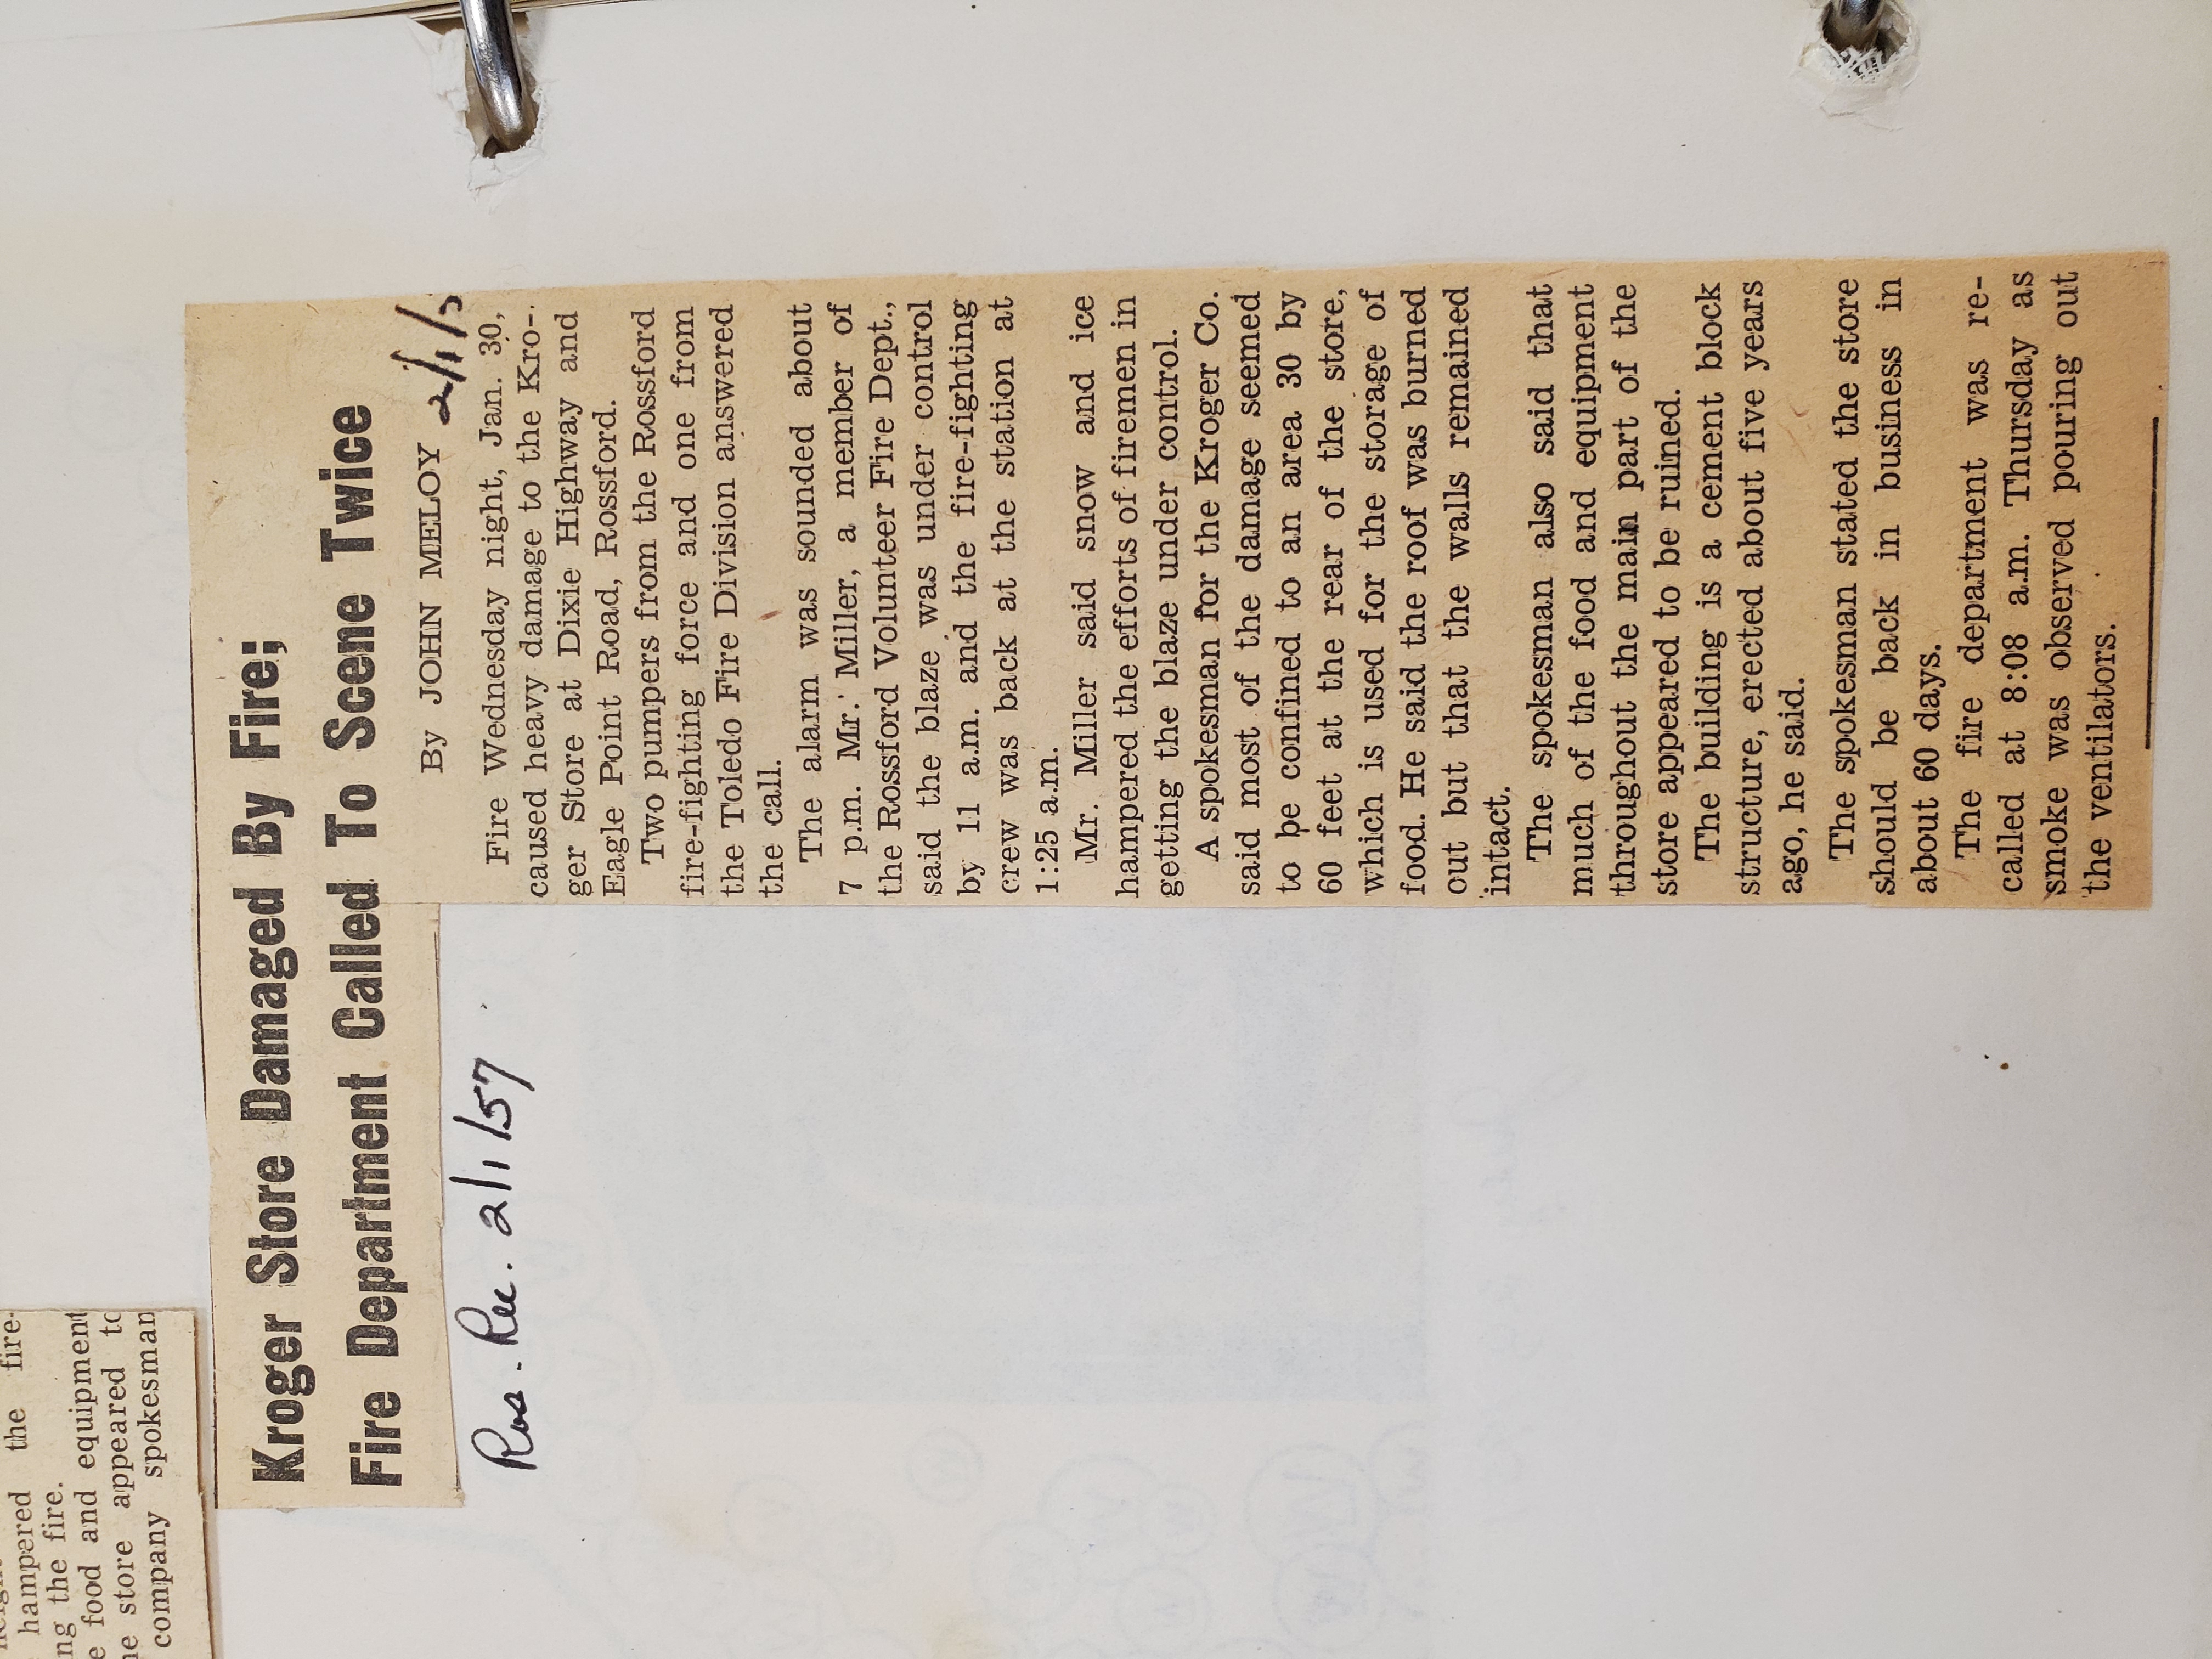 hampered the fire-
ng the fire.
e food and equipment
e store appeared to
company spokesman
Kroger Store Damaged By Fire;
Fire Department Called To Scene Twice
By JOHN MELOY
2/1/5
Ros. Rec. 2/1/57
Fire Wednesday night, Jan. 30,
caused heavy damage to the Kro-
ger Store at Dixie Highway and
Eagle Point Road, Rossford.
Two pumpers from the Rossford
fire-fighting force and one from
the Toledo Fire Division answered
the call.
The alarm was sounded about
7 p.m. Mr. Miller, a member of
the Rossford Volunteer Fire Dept.,
said the blaze was under control
by 11 a.m. and the fire-fighting
crew was back at the station at
1:25 a.m.
Mr. Miller said snow and ice
hampered the efforts of firemen in
getting the blaze under control.
A spokesman for the Kroger Co.
said most of the damage seemed
to be confined to an area 30 by
60 feet at the rear of the store,
which is used for the storage of
food. He said the roof was burned
out but that the walls remained
intact.
The spokesman also said that
much of the food and equipment
throughout the main part of the
store appeared to be ruined.
The building is a cement block
structure, erected about five years
ago, he said.
The spokesman stated the store
should be back in business in
about 60 days.
The fire department was re-
called at 8:08 a.m. Thursday as
smoke was observed pouring out
the ventilators.